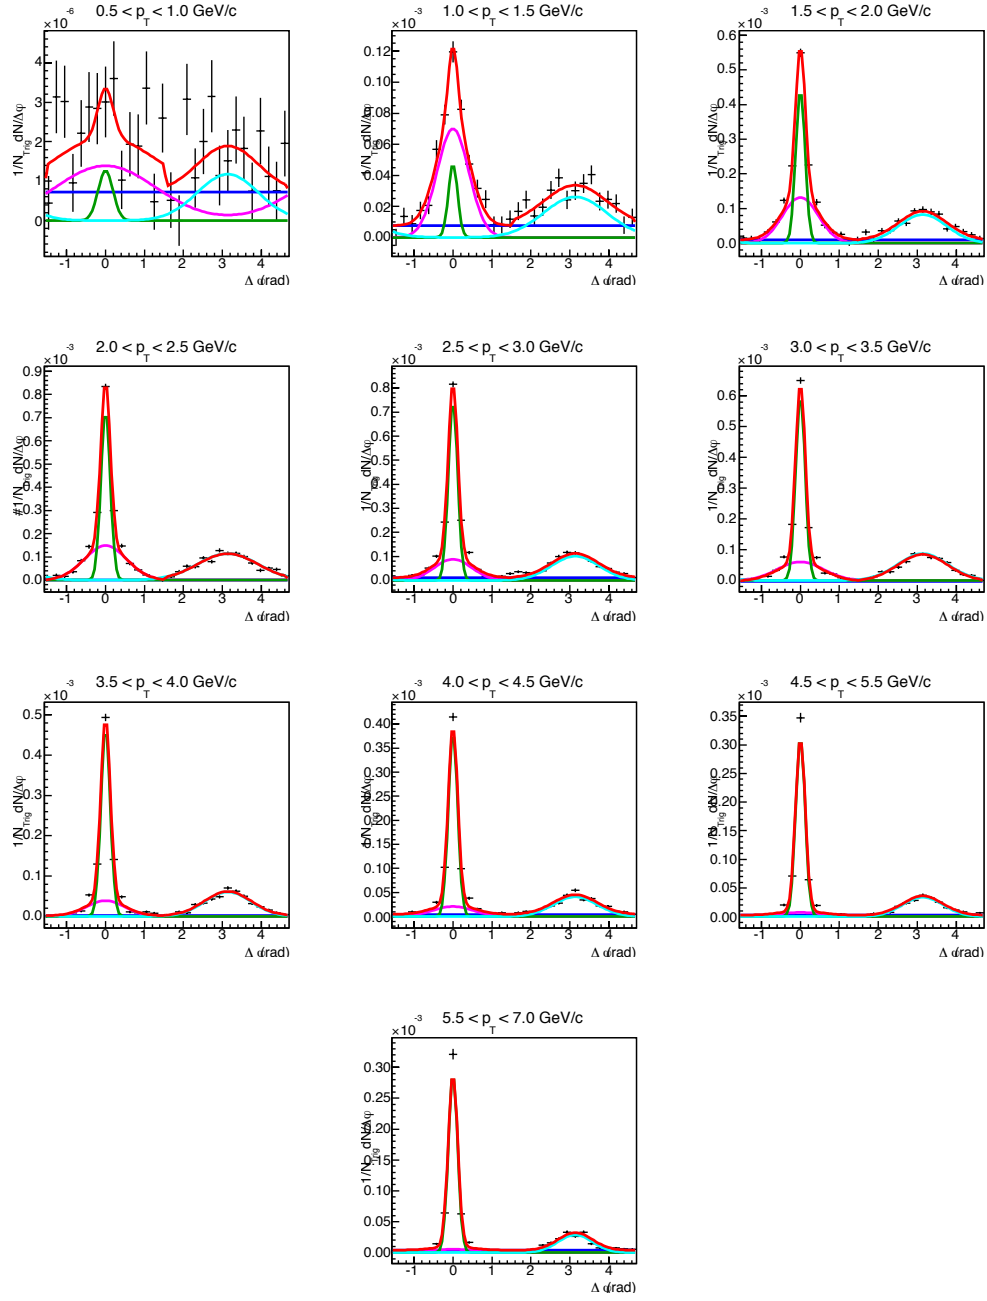 0.5 < p_T < 1.0 GeV/c
×10^-6
1/N_Trig dN/Δφ
4
3
2
1
0
-1 0 1 2 3 4
Δ φ(rad)
1.0 < p_T < 1.5 GeV/c
×10^-3
1/N_Trig dN/Δφ
0.12
0.10
0.08
0.06
0.04
0.02
0.00
-1 0 1 2 3 4
Δ φ(rad)
1.5 < p_T < 2.0 GeV/c
×10^-3
1/N_Trig dN/Δφ
0.6
0.5
0.4
0.3
0.2
0.1
0.0
-1 0 1 2 3 4
Δ φ(rad)
2.0 < p_T < 2.5 GeV/c
×10^-3
#1/N_Trig dN/Δφ
0.9
0.8
0.7
0.6
0.5
0.4
0.3
0.2
0.1
0.0
-1 0 1 2 3 4
Δ φ(rad)
2.5 < p_T < 3.0 GeV/c
×10^-3
1/N_Trig dN/Δφ
0.8
0.7
0.6
0.5
0.4
0.3
0.2
0.1
0.0
-1 0 1 2 3 4
Δ φ(rad)
3.0 < p_T < 3.5 GeV/c
×10^-3
1/N_Trig dN/Δφ
0.6
0.5
0.4
0.3
0.2
0.1
0.0
-1 0 1 2 3 4
Δ φ(rad)
3.5 < p_T < 4.0 GeV/c
×10^-3
1/N_Trig dN/Δφ
0.5
0.4
0.3
0.2
0.1
0.0
-1 0 1 2 3 4
Δ φ(rad)
4.0 < p_T < 4.5 GeV/c
×10^-3
1/N_Trig dN/Δφ
0.40
0.35
0.30
0.25
0.20
0.15
0.10
0.05
0.00
-1 0 1 2 3 4
Δ φ(rad)
4.5 < p_T < 5.5 GeV/c
×10^-3
1/N_Trig dN/Δφ
0.35
0.30
0.25
0.20
0.15
0.10
0.05
0.00
-1 0 1 2 3 4
Δ φ(rad)
5.5 < p_T < 7.0 GeV/c
×10^-3
1/N_Trig dN/Δφ
0.30
0.25
0.20
0.15
0.10
0.05
0.00
-1 0 1 2 3 4
Δ φ(rad)